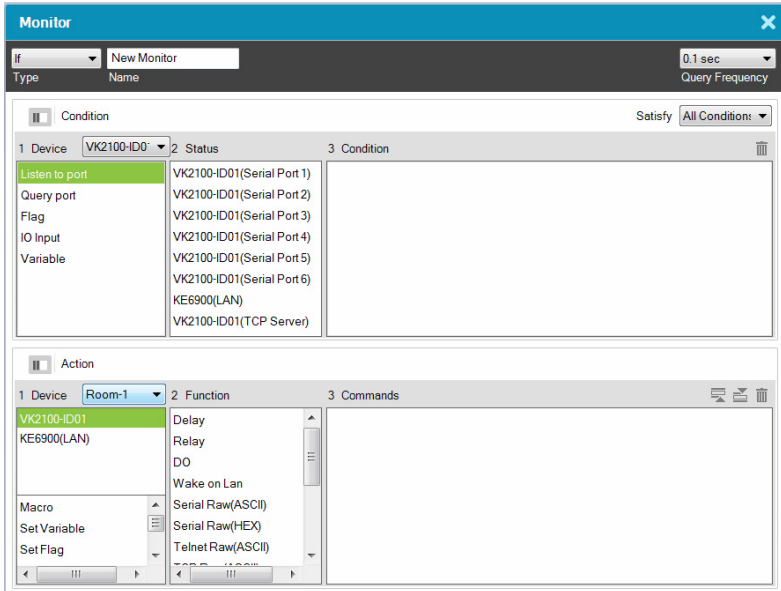 Monitor
If New Monitor 0.1 sec
Type Name Query Frequency
Condition Satisfy
1 Device 2 Status 3 Condition
Listen to port
Query port
Flag
IO Input
Variable
VK2100-ID01(Serial Port 1)
VK2100-ID01(Serial Port 2)
VK2100-ID01(Serial Port 3)
VK2100-ID01(Serial Port 4)
VK2100-ID01(Serial Port 5)
VK2100-ID01(Serial Port 6)
KE6900(LAN)
VK2100-ID01(TCP Server)
Action
1 Device Room-1 2 Function 3 Commands
VK2100-ID01
KE6900(LAN)
Macro
Set Variable
Set Flag
Delay
Relay
DO
Wake on Lan
Serial Raw(ASCII)
Serial Raw(HEX)
Telnet Raw(ASCII)